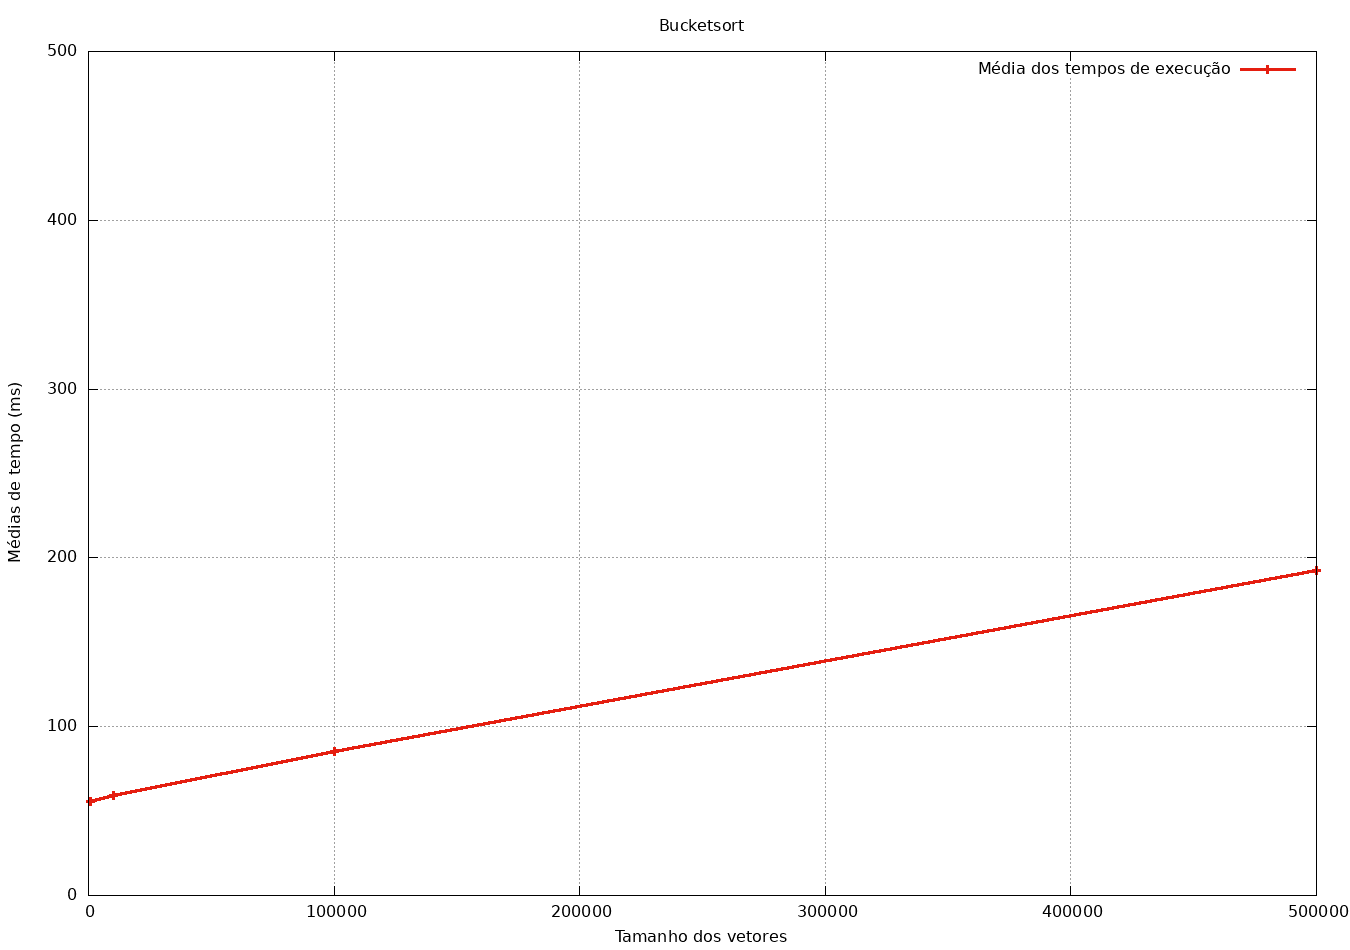 Bucketsort
Média dos tempos de execução
500
400
300
200
100
0
Médias de tempo (ms)
0 100000 200000 300000 400000 500000
Tamanho dos vetores